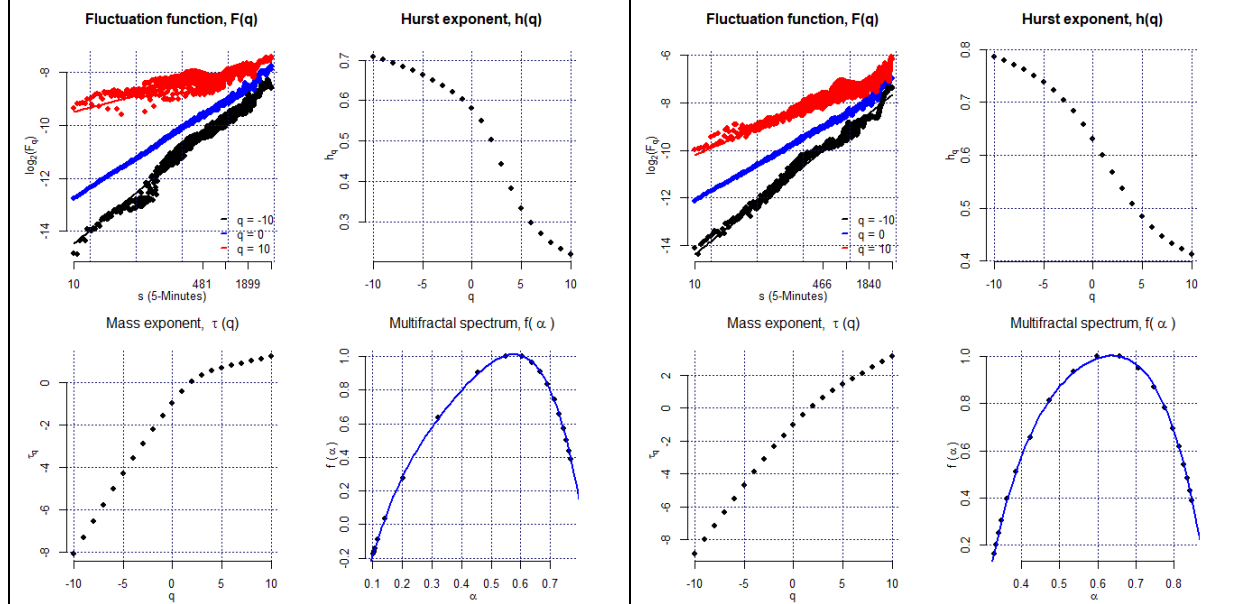 Fluctuation function, F(q)
log2(Fq)
-8
-10
-12
-14
q = -10
q = 0
q = 10
10 481 1899
s (5-Minutes)
Hurst exponent, h(q)
hq
0.7
0.6
0.5
0.4
0.3
-10 -5 0 5 10
q
Mass exponent, τ (q)
τq
0
-2
-4
-6
-8
-10 -5 0 5 10
q
Multifractal spectrum, f( α )
f ( α )
1.0
0.8
0.6
0.4
0.2
0.0
-0.2
0.1 0.2 0.3 0.4 0.5 0.6 0.7
α
Fluctuation function, F(q)
log2(Fq)
-6
-8
-10
-12
-14
q = -10
q = 0
q = 10
10 466 1840
s (5-Minutes)
Hurst exponent, h(q)
hq
0.8
0.7
0.6
0.5
0.4
-10 -5 0 5 10
q
Mass exponent, τ (q)
τq
2
0
-2
-4
-6
-8
-10 -5 0 5 10
q
Multifractal spectrum, f( α )
f ( α )
1.0
0.8
0.6
0.4
0.2
0.4 0.5 0.6 0.7 0.8
α